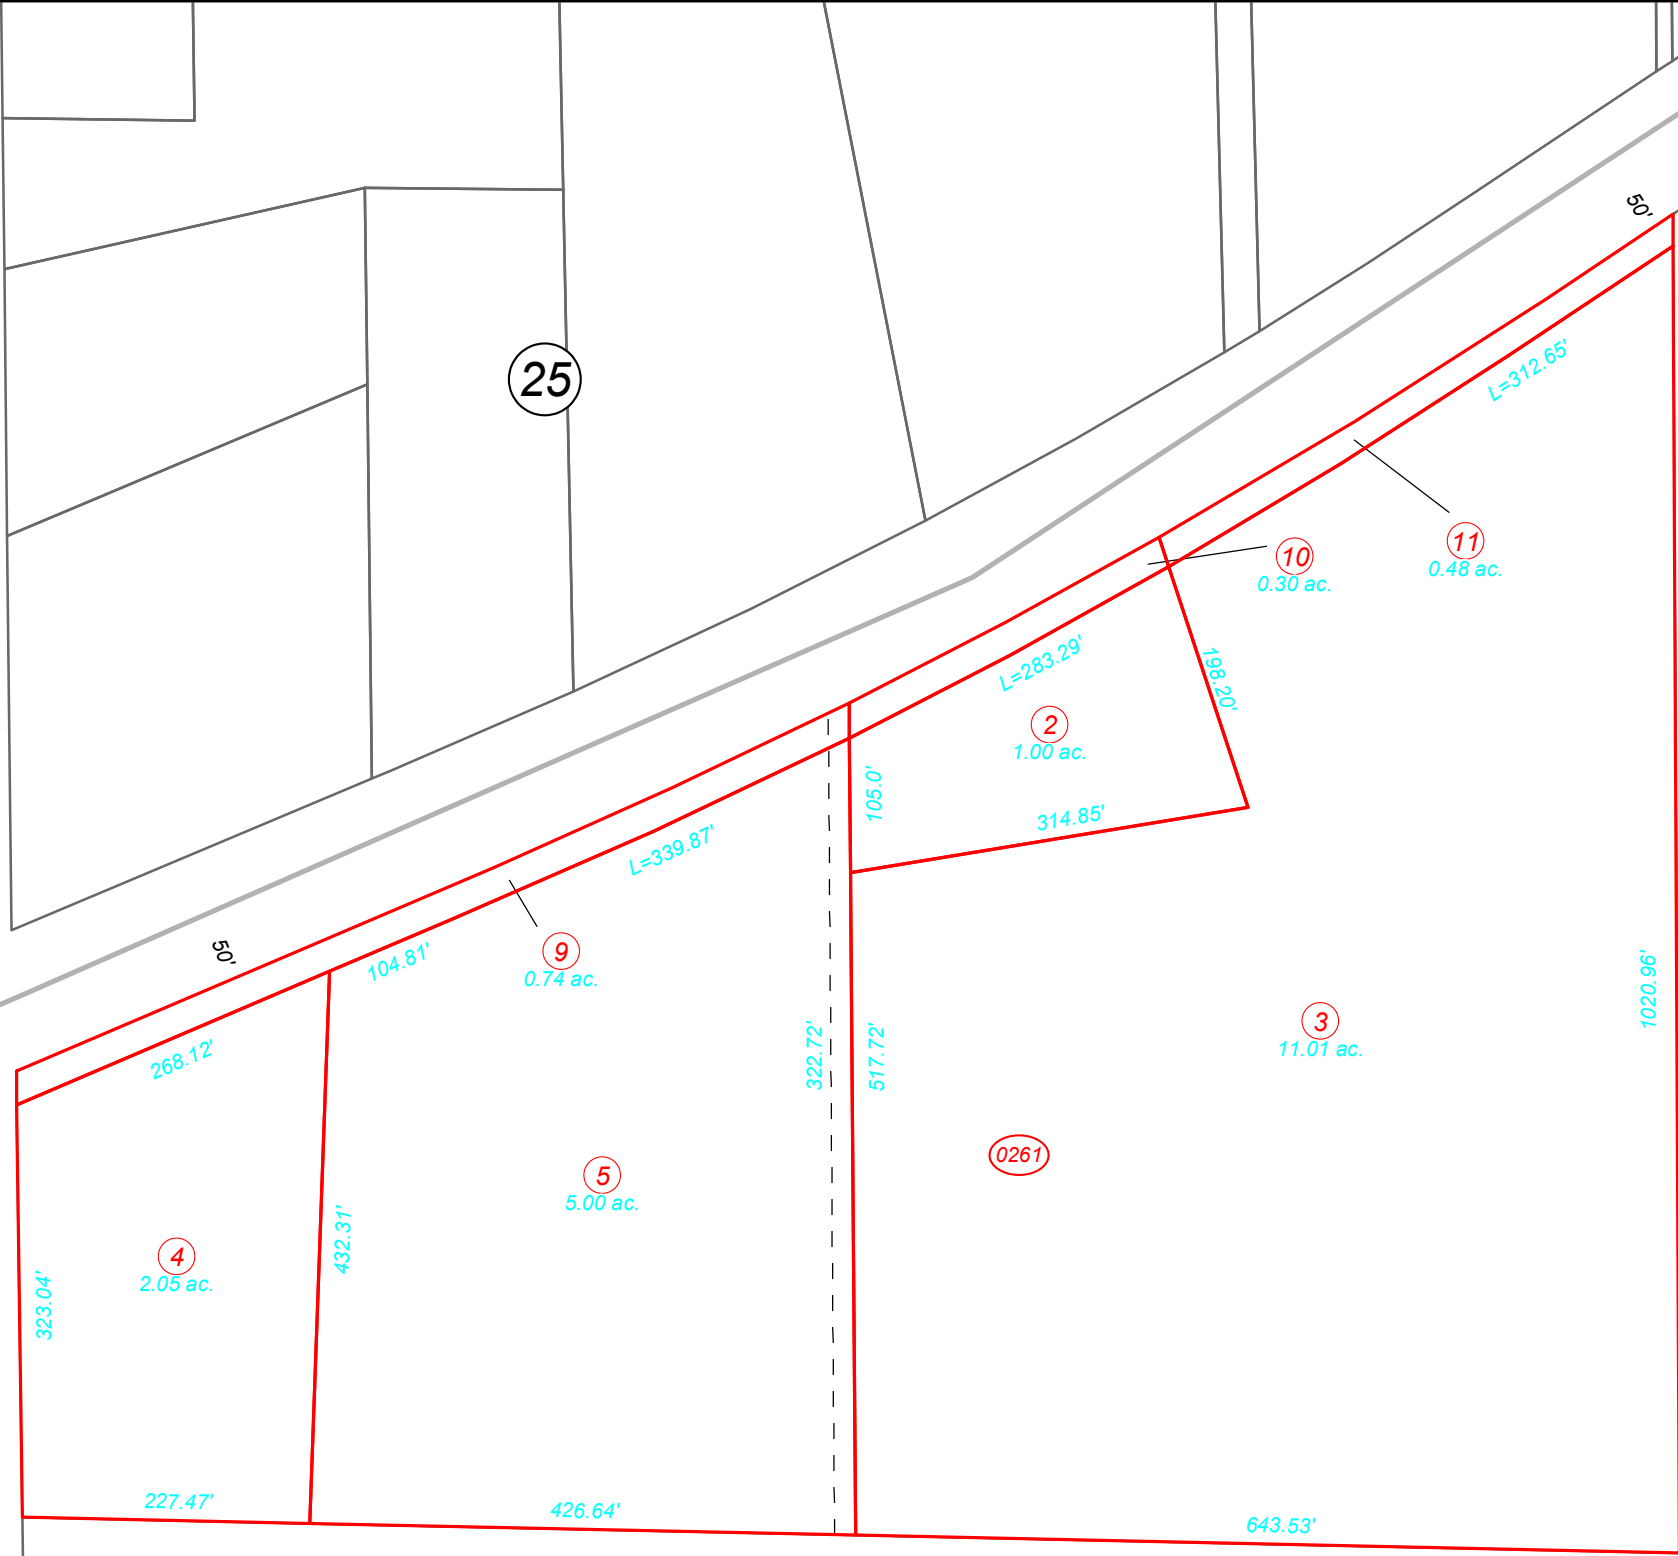 50'
L=312.65'
25
11
0.48 ac.
10
0.30 ac.
L=283.29'
198.20'
2
1.00 ac.
105.0'
314.85'
L=339.87'
50'
104.81'
9
0.74 ac.
268.12'
322.72'
517.72'
3
11.01 ac.
1020.96'
0261
5
5.00 ac.
432.31'
4
2.05 ac.
323.04'
227.47'
426.64'
643.53'